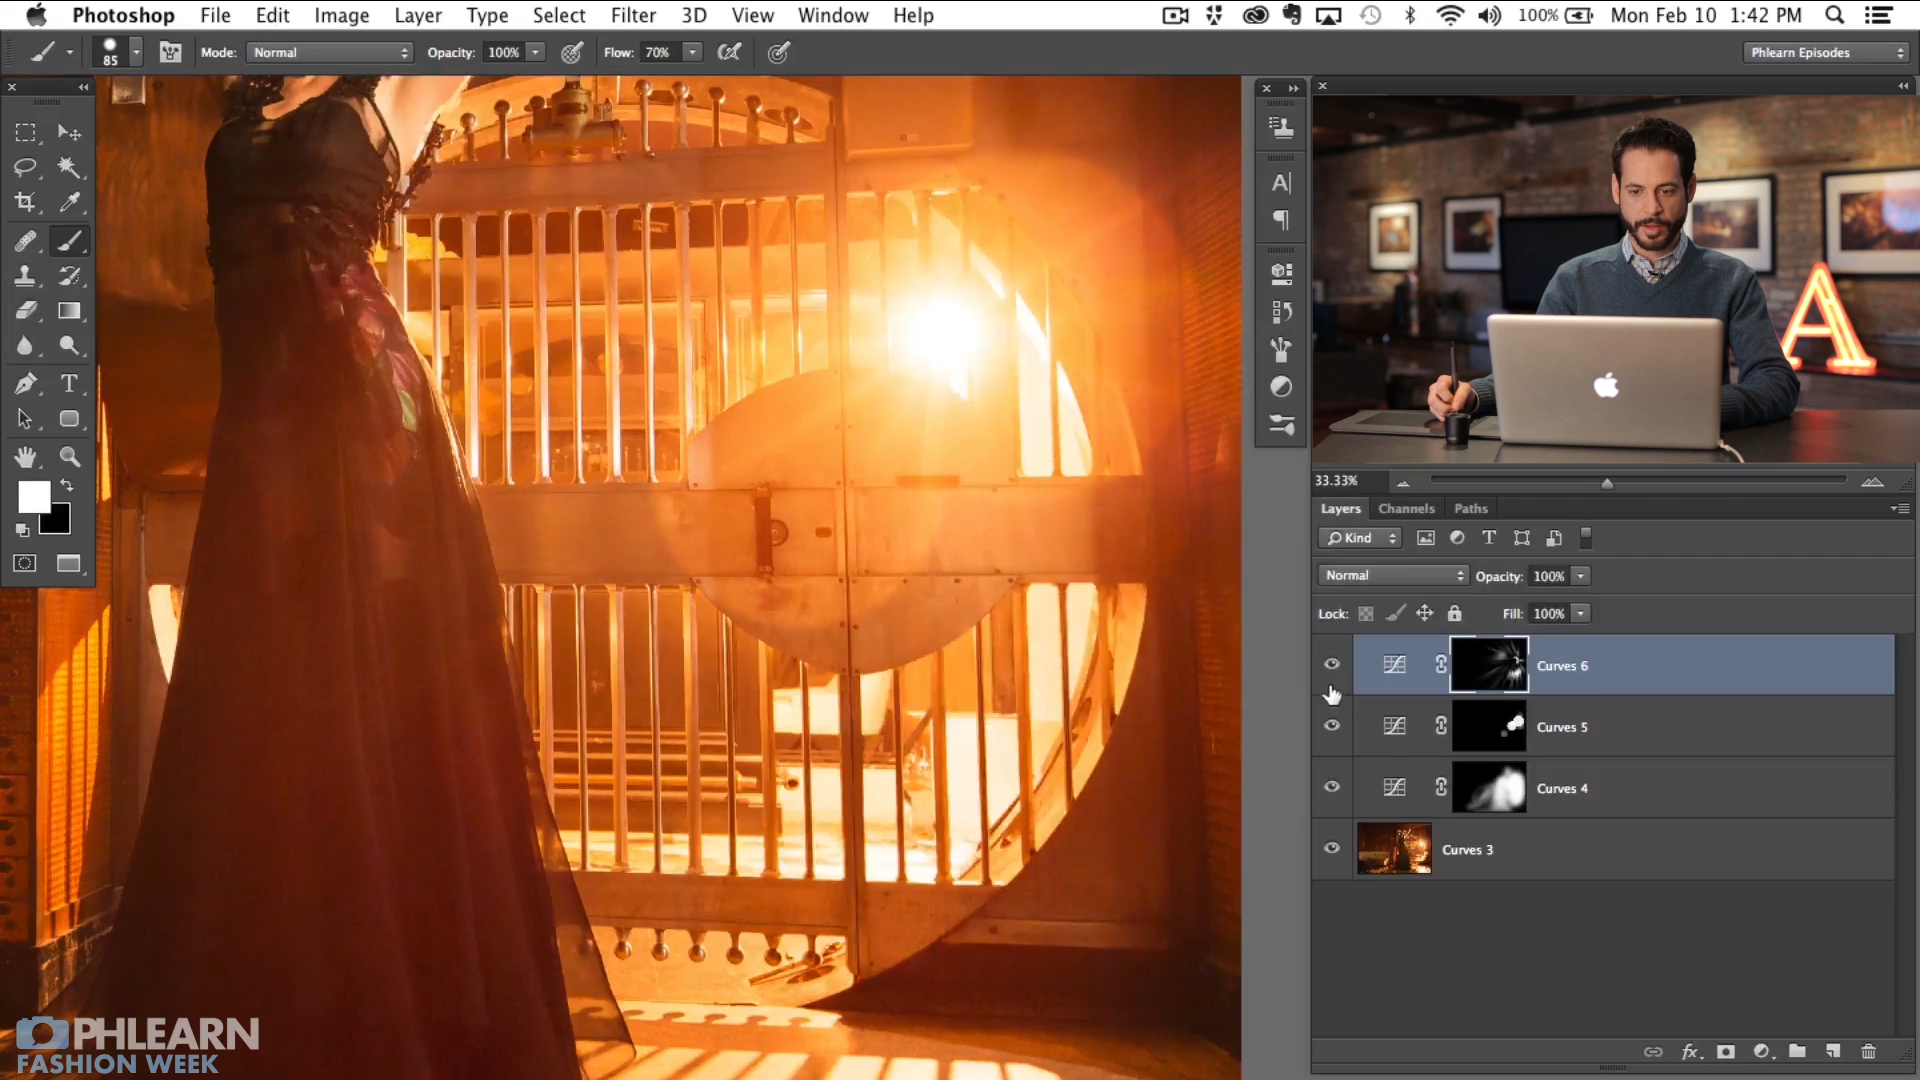 Photoshop File Edit Image Layer Type Select Filter 3D View Window Help 100% Mon Feb 10 1:42 PM
85 Mode: Normal Opacity: 100% Flow: 70% Phlearn Episodes
A
33.33%
Layers Channels Paths
Kind
Normal Opacity: 100%
Lock: Fill: 100%
Curves 6
Curves 5
Curves 4
Curves 3
fx
PHLEARN
FASHION WEEK